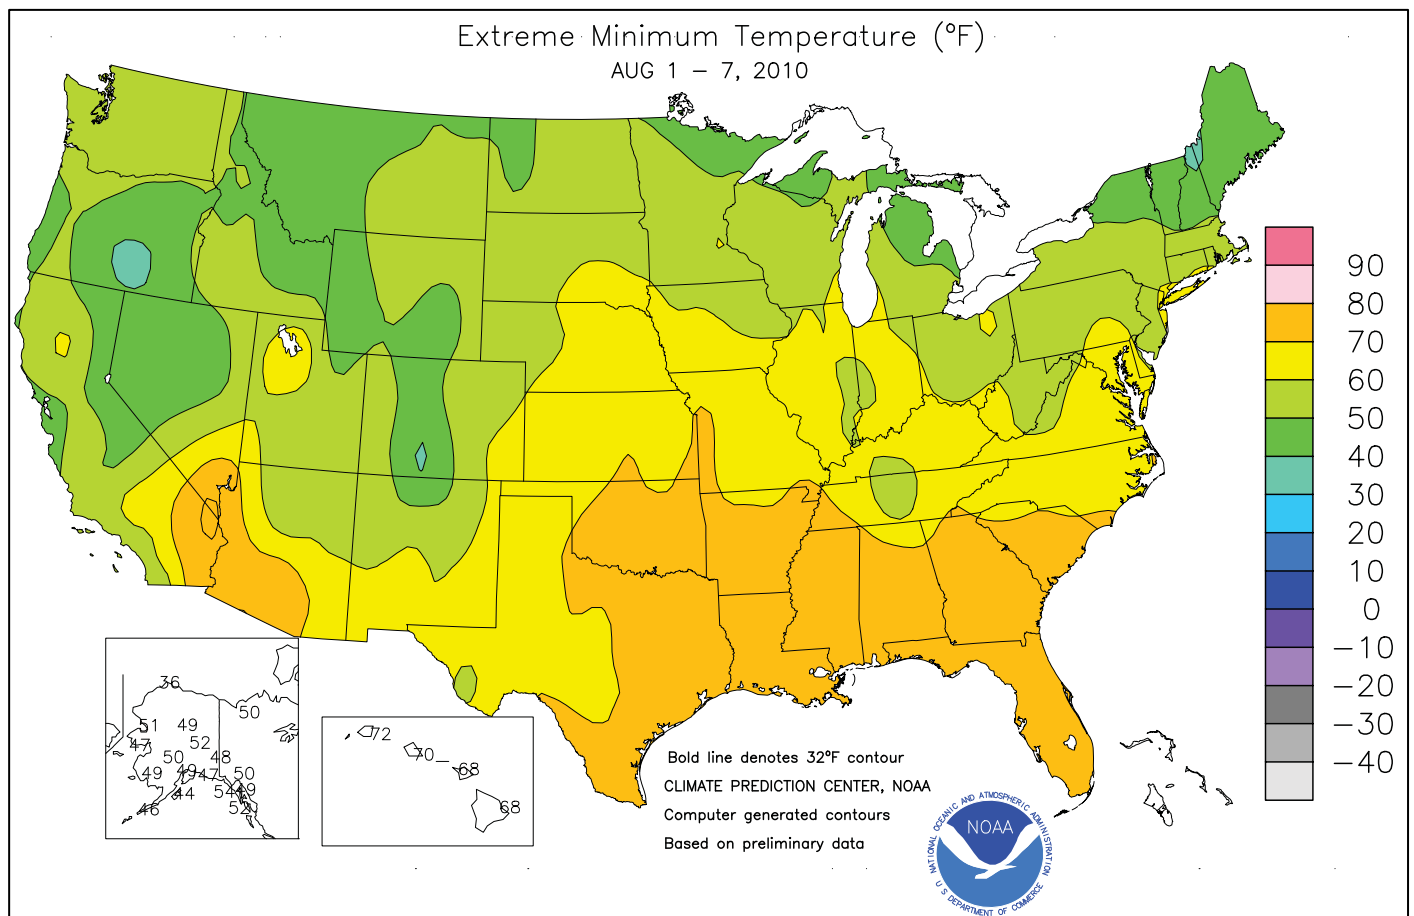 Extreme Minimum Temperature (°F)
AUG 1 – 7, 2010
90
80
70
60
50
40
30
20
10
0
−10
−20
−30
−40
36
50
51 49
47 52
50 48
49 49 47 50
44 54 49
46 52
72
70
68
68
Bold line denotes 32°F contour
CLIMATE PREDICTION CENTER, NOAA
Computer generated contours
Based on preliminary data
NATIONAL OCEANIC AND ATMOSPHERIC ADMINISTRATION
NOAA
U S DEPARTMENT OF COMMERCE